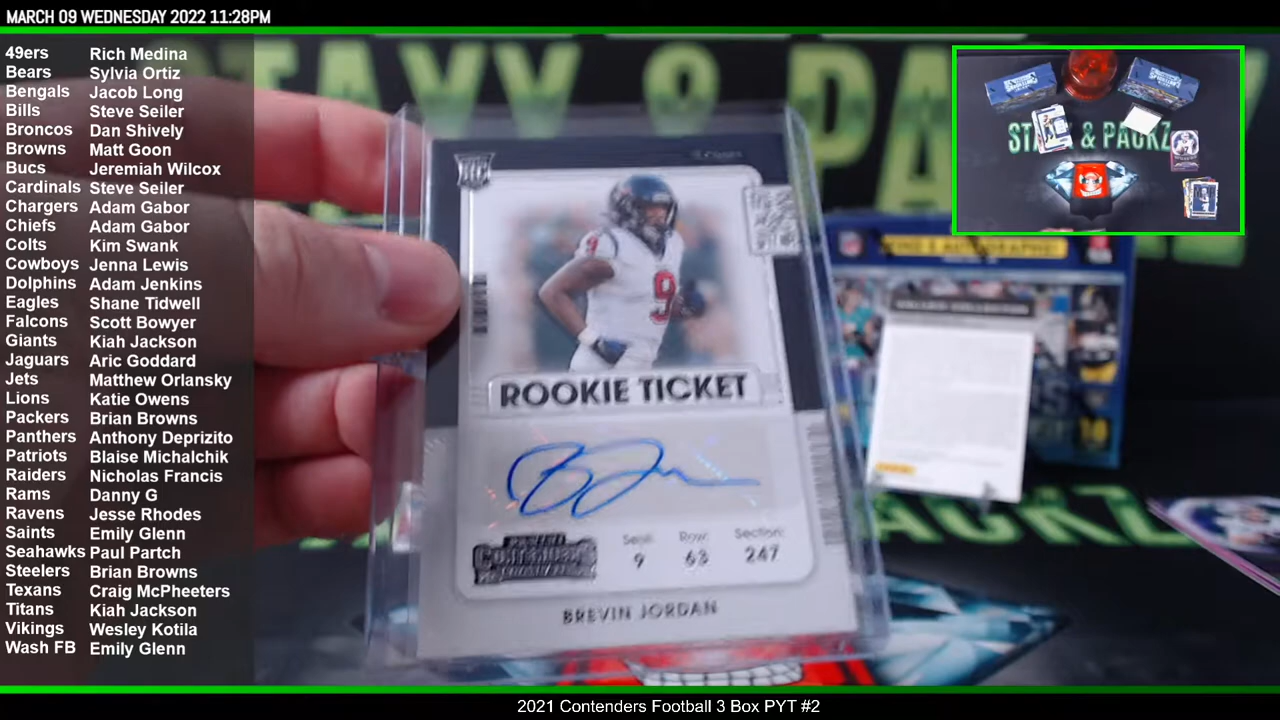 MARCH 09 WEDNESDAY 2022 11:28PM
49ers Rich Medina
Bears Sylvia Ortiz
Bengals Jacob Long
Bills Steve Seiler
Broncos Dan Shively
Browns Matt Goon
Bucs Jeremiah Wilcox
Cardinals Steve Seiler
Chargers Adam Gabor
Chiefs Adam Gabor
Colts Kim Swank
Cowboys Jenna Lewis
Dolphins Adam Jenkins
Eagles Shane Tidwell
Falcons Scott Bowyer
Giants Kiah Jackson
Jaguars Aric Goddard
Jets Matthew Orlansky
Lions Katie Owens
Packers Brian Browns
Panthers Anthony Deprizito
Patriots Blaise Michalchik
Raiders Nicholas Francis
Rams Danny G
Ravens Jesse Rhodes
Saints Emily Glenn
Seahawks Paul Partch
Steelers Brian Browns
Texans Craig McPheeters
Titans Kiah Jackson
Vikings Wesley Kotila
Wash FB Emily Glenn
9
ROOKIE TICKET
CONTENDERS
Seat: Row: Section:
9 63 247
BREVIN JORDAN
& PACKZ
2021 Contenders Football 3 Box PYT #2